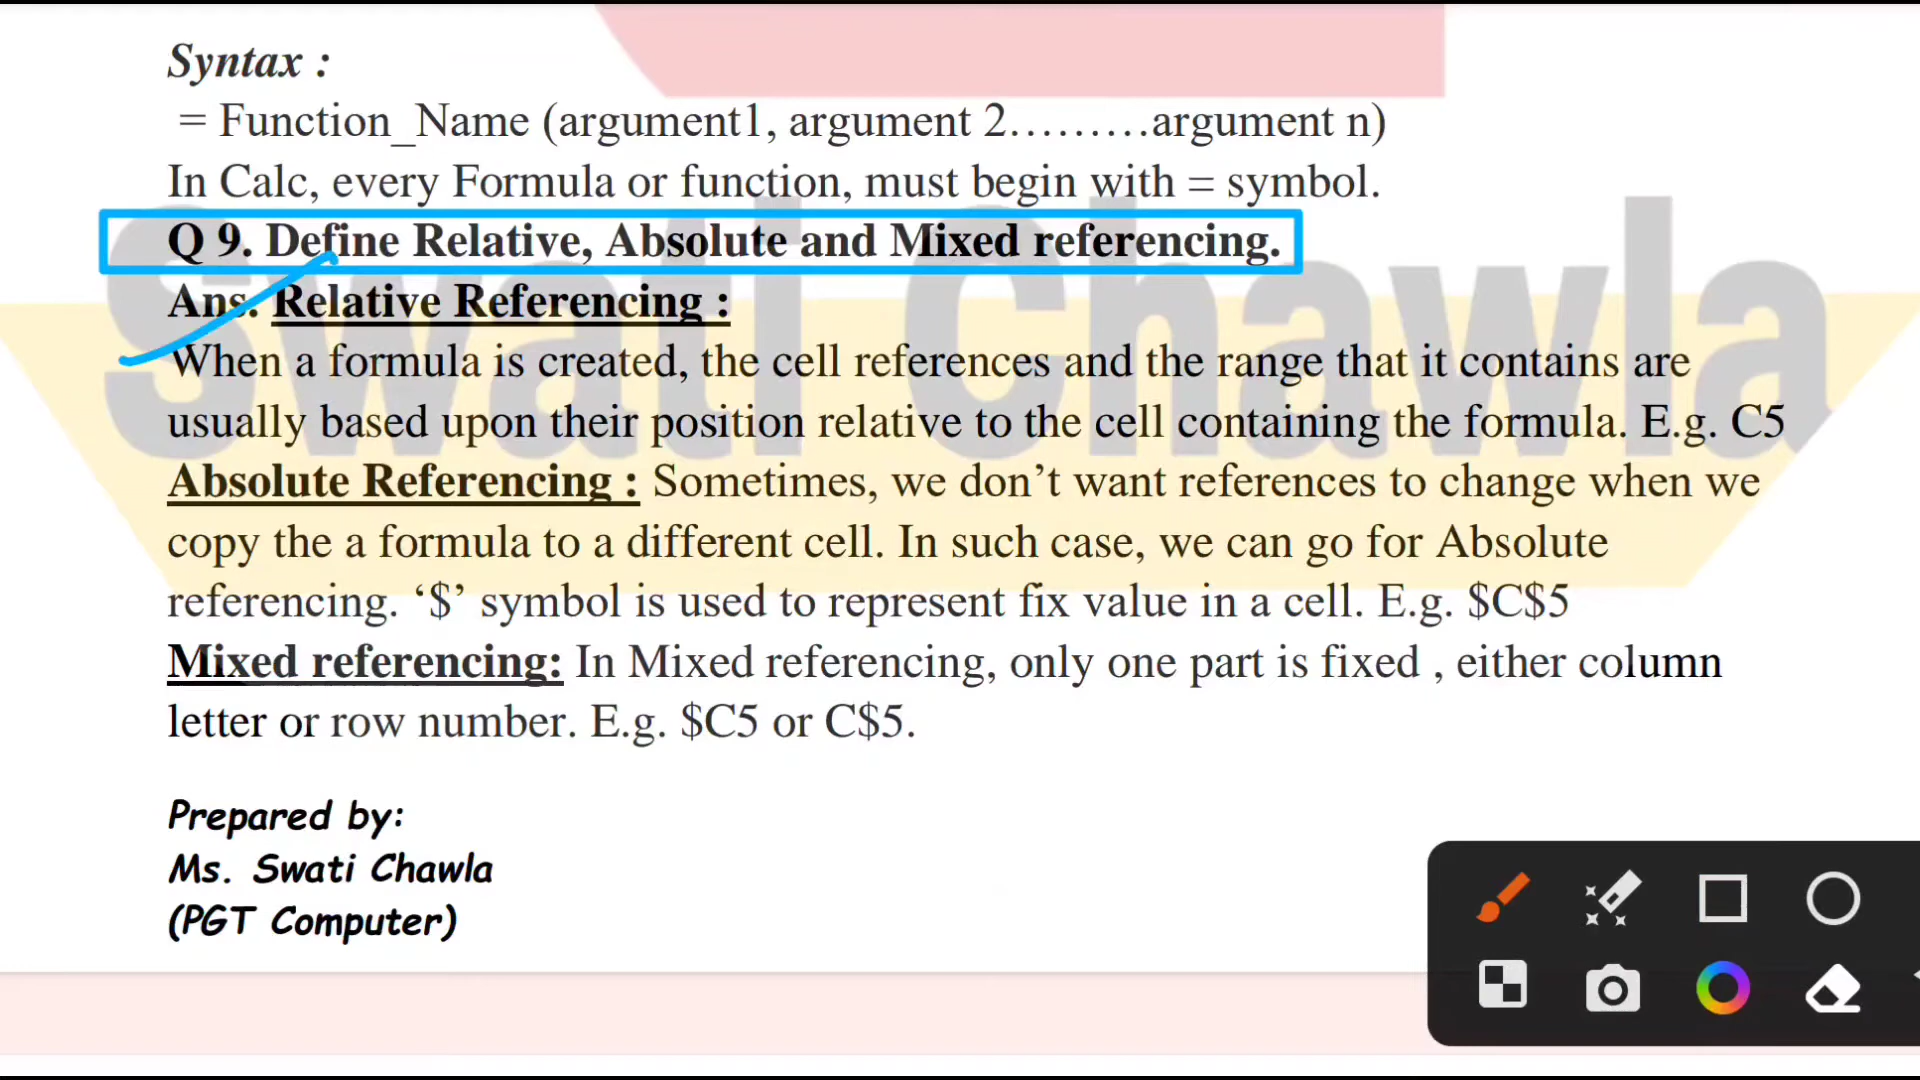 Syntax :
= Function_Name (argument1, argument 2.........argument n)
In Calc, every Formula or function, must begin with = symbol.
Q 9. Define Relative, Absolute and Mixed referencing.
Ans. Relative Referencing :
When a formula is created, the cell references and the range that it contains are
usually based upon their position relative to the cell containing the formula. E.g. C5
Absolute Referencing : Sometimes, we don’t want references to change when we
copy the a formula to a different cell. In such case, we can go for Absolute
referencing. ‘$’ symbol is used to represent fix value in a cell. E.g. $C$5
Mixed referencing: In Mixed referencing, only one part is fixed , either column
letter or row number. E.g. $C5 or C$5.
Prepared by:
Ms. Swati Chawla
(PGT Computer)
Swati Chawla